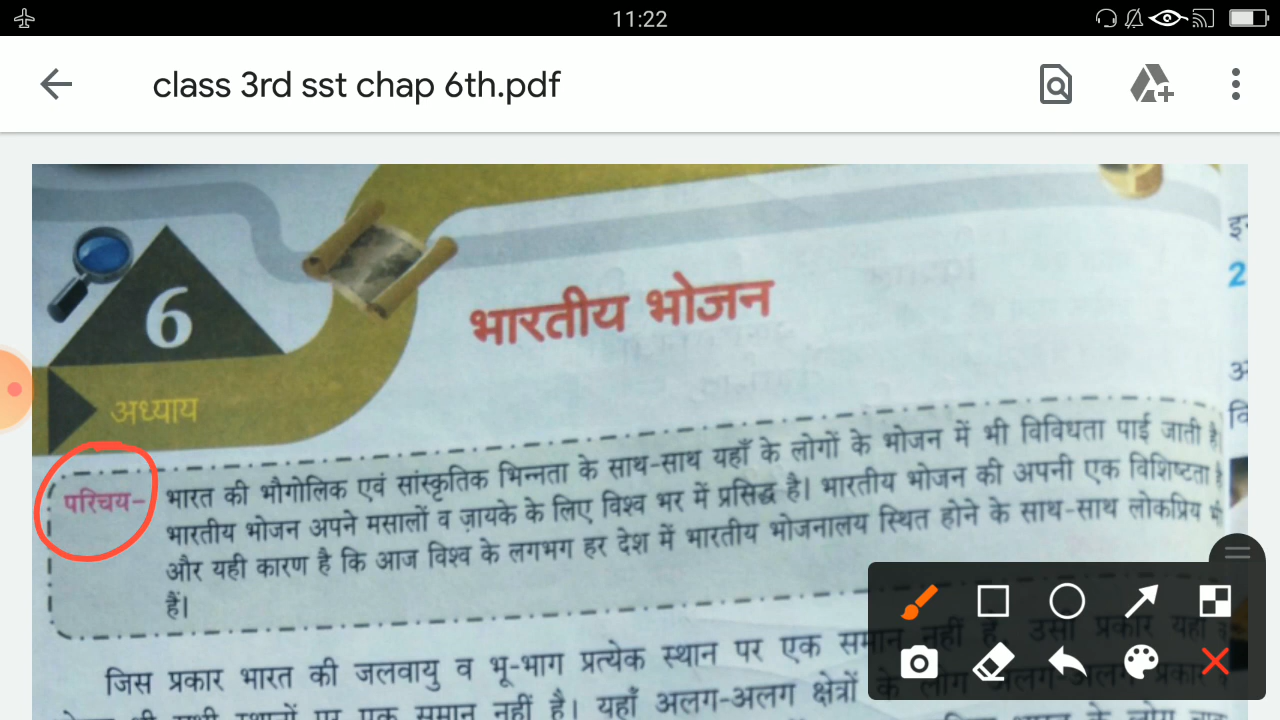 11:22
class 3rd sst chap 6th.pdf
6
भारतीय भोजन
अध्याय
परिचय–
भारत की भौगोलिक एवं सांस्कृतिक भिन्नता के साथ-साथ यहाँ के लोगों के भोजन में भी विविधता पाई जाती है।
भारतीय भोजन अपने मसालों व ज़ायके के लिए विश्व भर में प्रसिद्ध है। भारतीय भोजन की अपनी एक विशिष्टता है
और यही कारण है कि आज विश्व के लगभग हर देश में भारतीय भोजनालय स्थित होने के साथ-साथ लोकप्रिय भी
हैं।
जिस प्रकार भारत की जलवायु व भू-भाग प्रत्येक स्थान पर एक समान नहीं है, उसी प्रकार यहाँ के
स्थानों पर एक समान नहीं है। यहाँ अलग-अलग क्षेत्रों के लोग अलग-अलग प्रकार
2